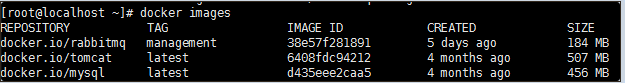 [root@localhost ~]# docker images
REPOSITORY TAG IMAGE ID CREATED SIZE
docker.io/rabbitmq management 38e57f281891 5 days ago 184 MB
docker.io/tomcat latest 6408fdc94212 4 months ago 507 MB
docker.io/mysql latest d435eee2caa5 4 months ago 456 MB